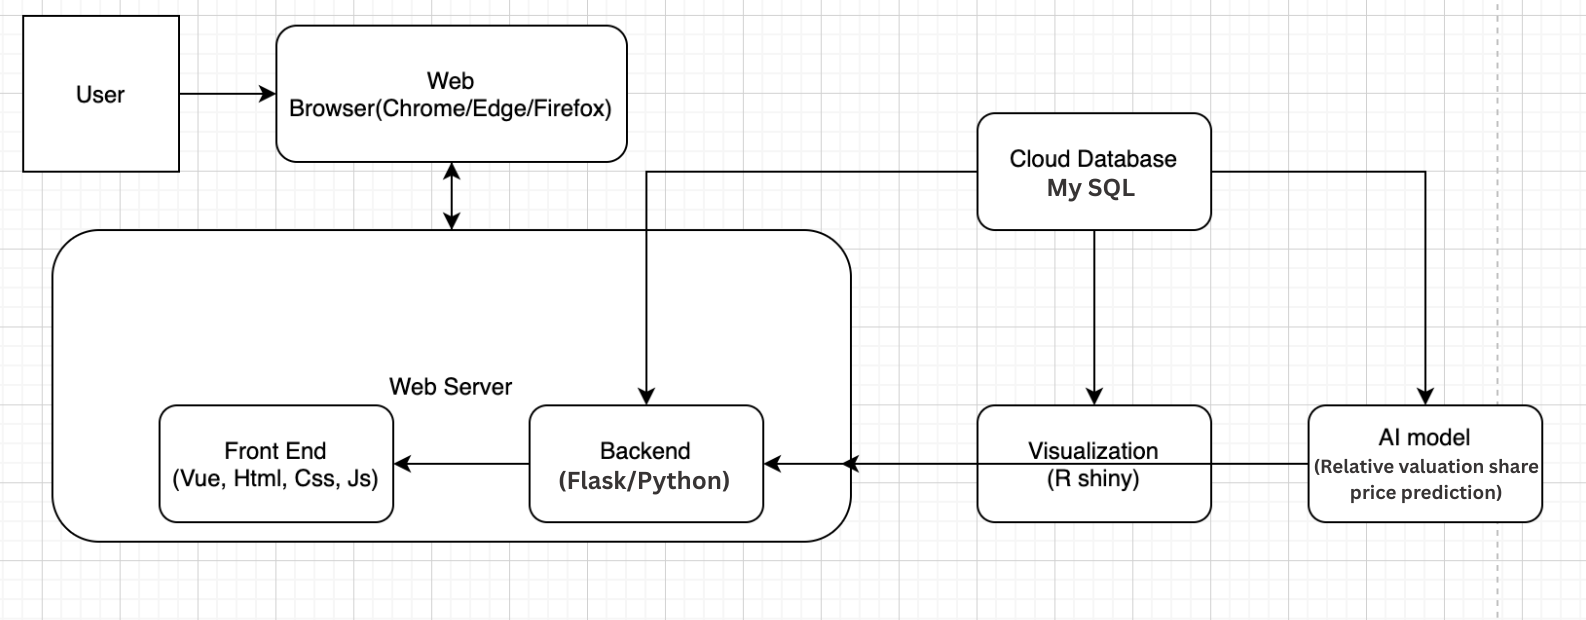 User
Web
Browser(Chrome/Edge/Firefox)
Cloud Database
My SQL
Web Server
Front End
(Vue, Html, Css, Js)
Backend
(Flask/Python)
Visualization
(R shiny)
AI model
(Relative valuation share
price prediction)